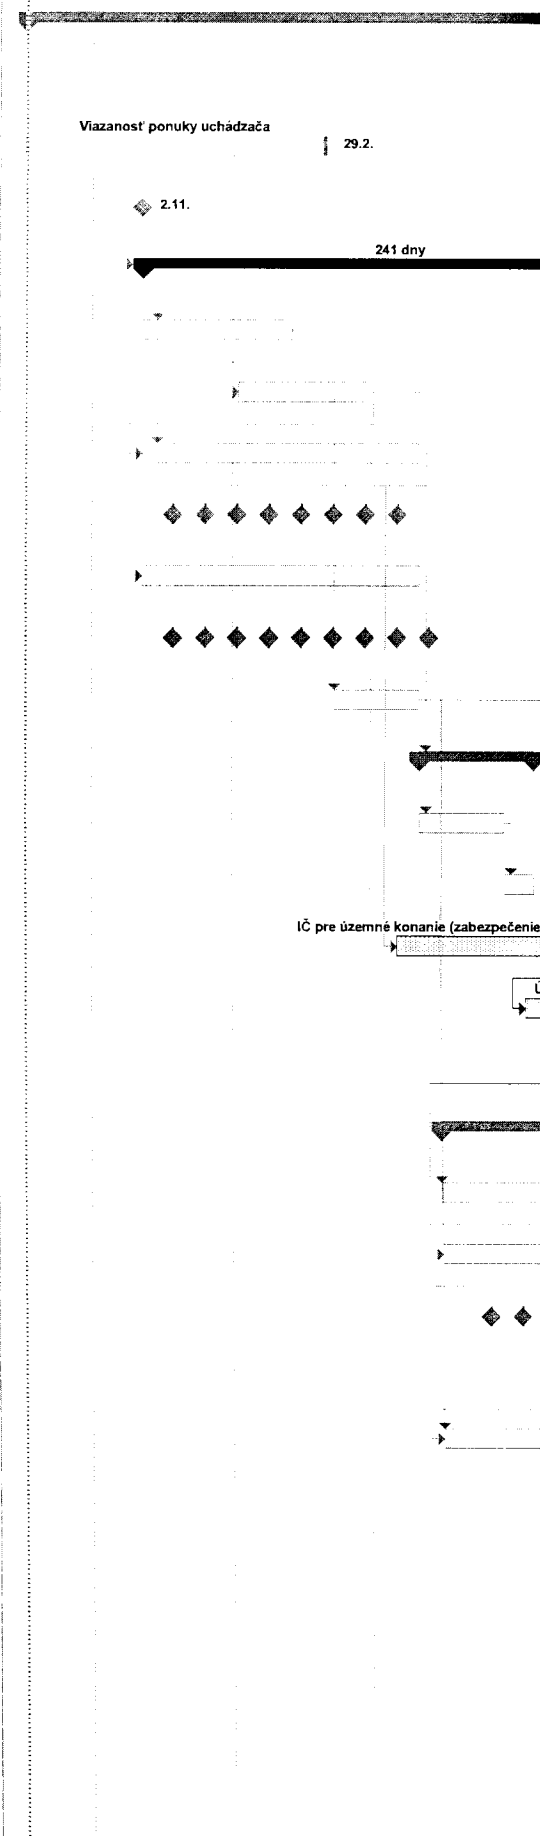 Viazanosť ponuky uchádzača
29.2.
2.11.
241 dny
IČ pre územné konanie (zabezpečenie